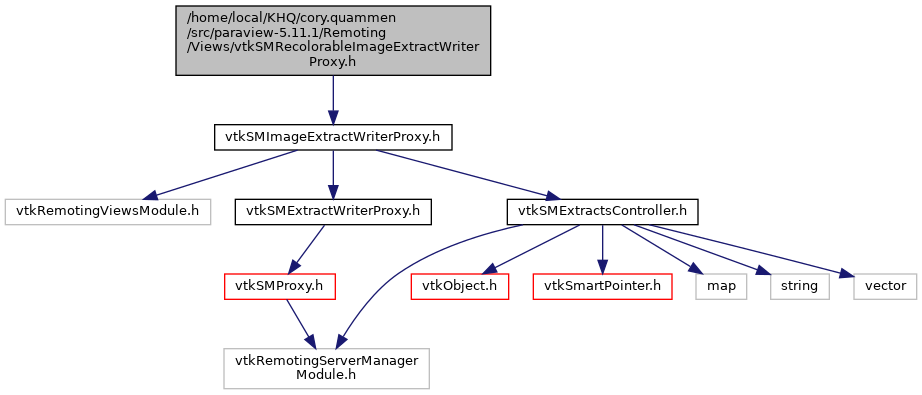 /home/local/KHQ/cory.quammen
/src/paraview-5.11.1/Remoting
/Views/vtkSMRecolorableImageExtractWriter
Proxy.h
vtkSMImageExtractWriterProxy.h
vtkRemotingViewsModule.h
vtkSMExtractWriterProxy.h
vtkSMExtractsController.h
vtkSMProxy.h
vtkObject.h
vtkSmartPointer.h
map
string
vector
vtkRemotingServerManager
Module.h